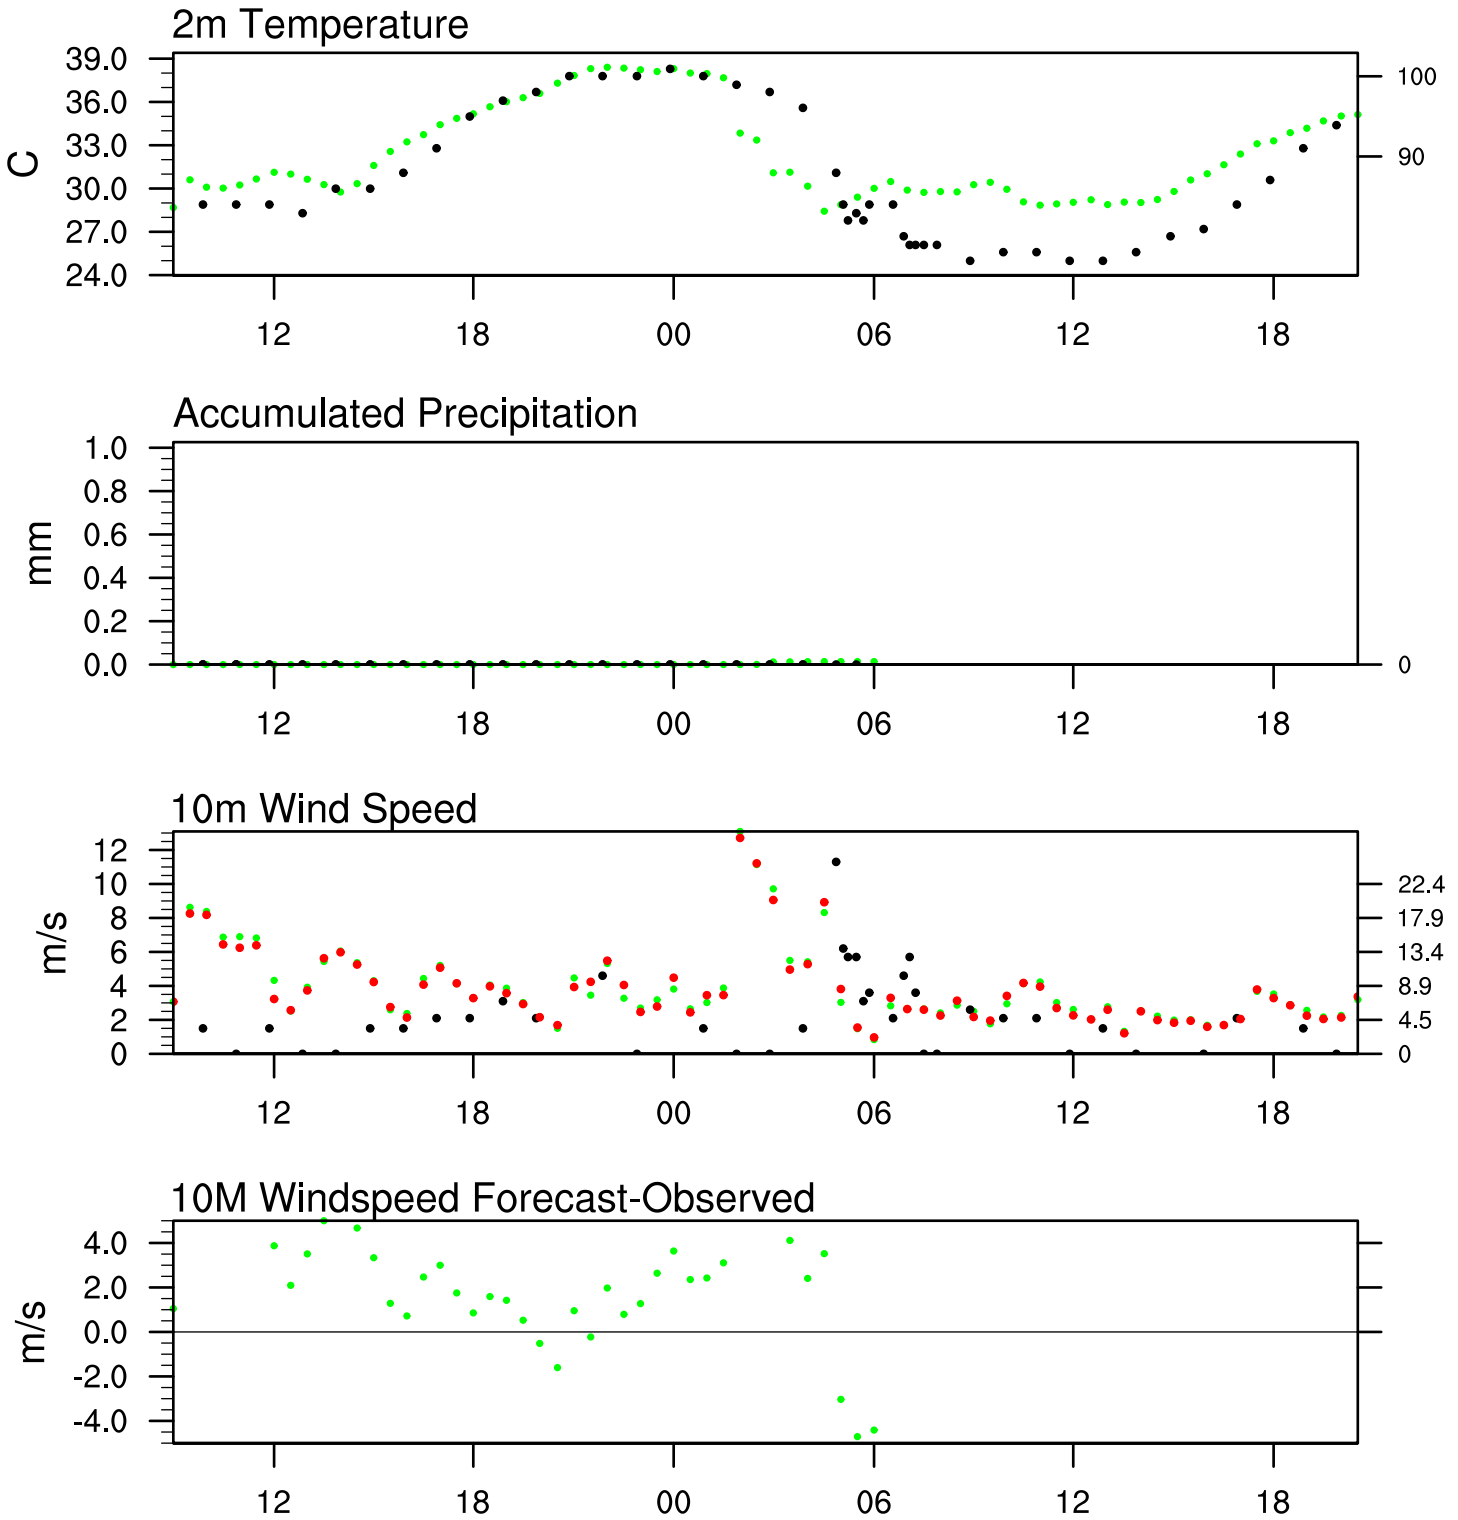 2m Temperature
39.0
36.0
33.0
30.0
27.0
24.0
C
100
90
12 18 00 06 12 18
Accumulated Precipitation
1.0
0.8
0.6
0.4
0.2
0.0
mm
0
12 18 00 06 12 18
10m Wind Speed
12
10
8
6
4
2
0
m/s
22.4
17.9
13.4
8.9
4.5
0
12 18 00 06 12 18
10M Windspeed Forecast-Observed
4.0
2.0
0.0
-2.0
-4.0
m/s
12 18 00 06 12 18